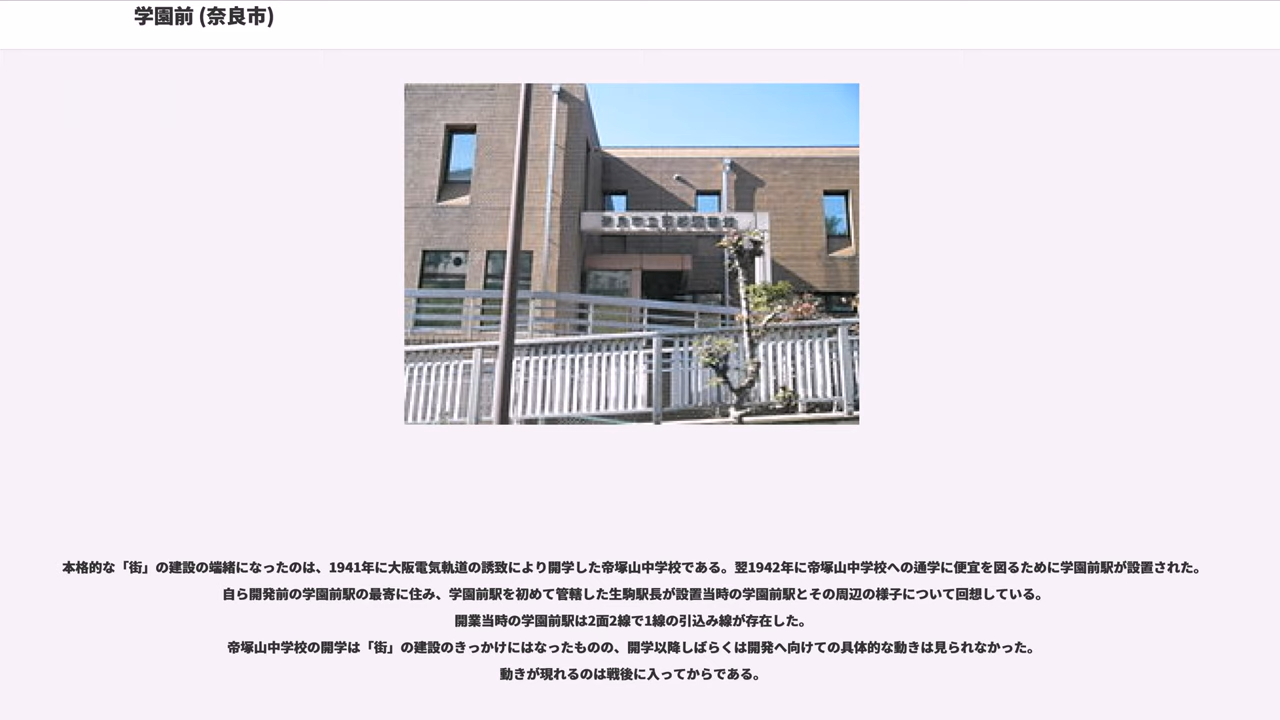 学園前 (奈良市)
本格的な「街」の建設の端緒になったのは、1941年に大阪電気軌道の誘致により開学した帝塚山中学校である。翌1942年に帝塚山中学校への通学に便宜を図るために学園前駅が設置された。
自ら開発前の学園前駅の最寄に住み、学園前駅を初めて管轄した生駒駅長が設置当時の学園前駅とその周辺の様子について回想している。
開業当時の学園前駅は2面2線で1線の引込み線が存在した。
帝塚山中学校の開学は「街」の建設のきっかけにはなったものの、開学以降しばらくは開発へ向けての具体的な動きは見られなかった。
動きが現れるのは戦後に入ってからである。